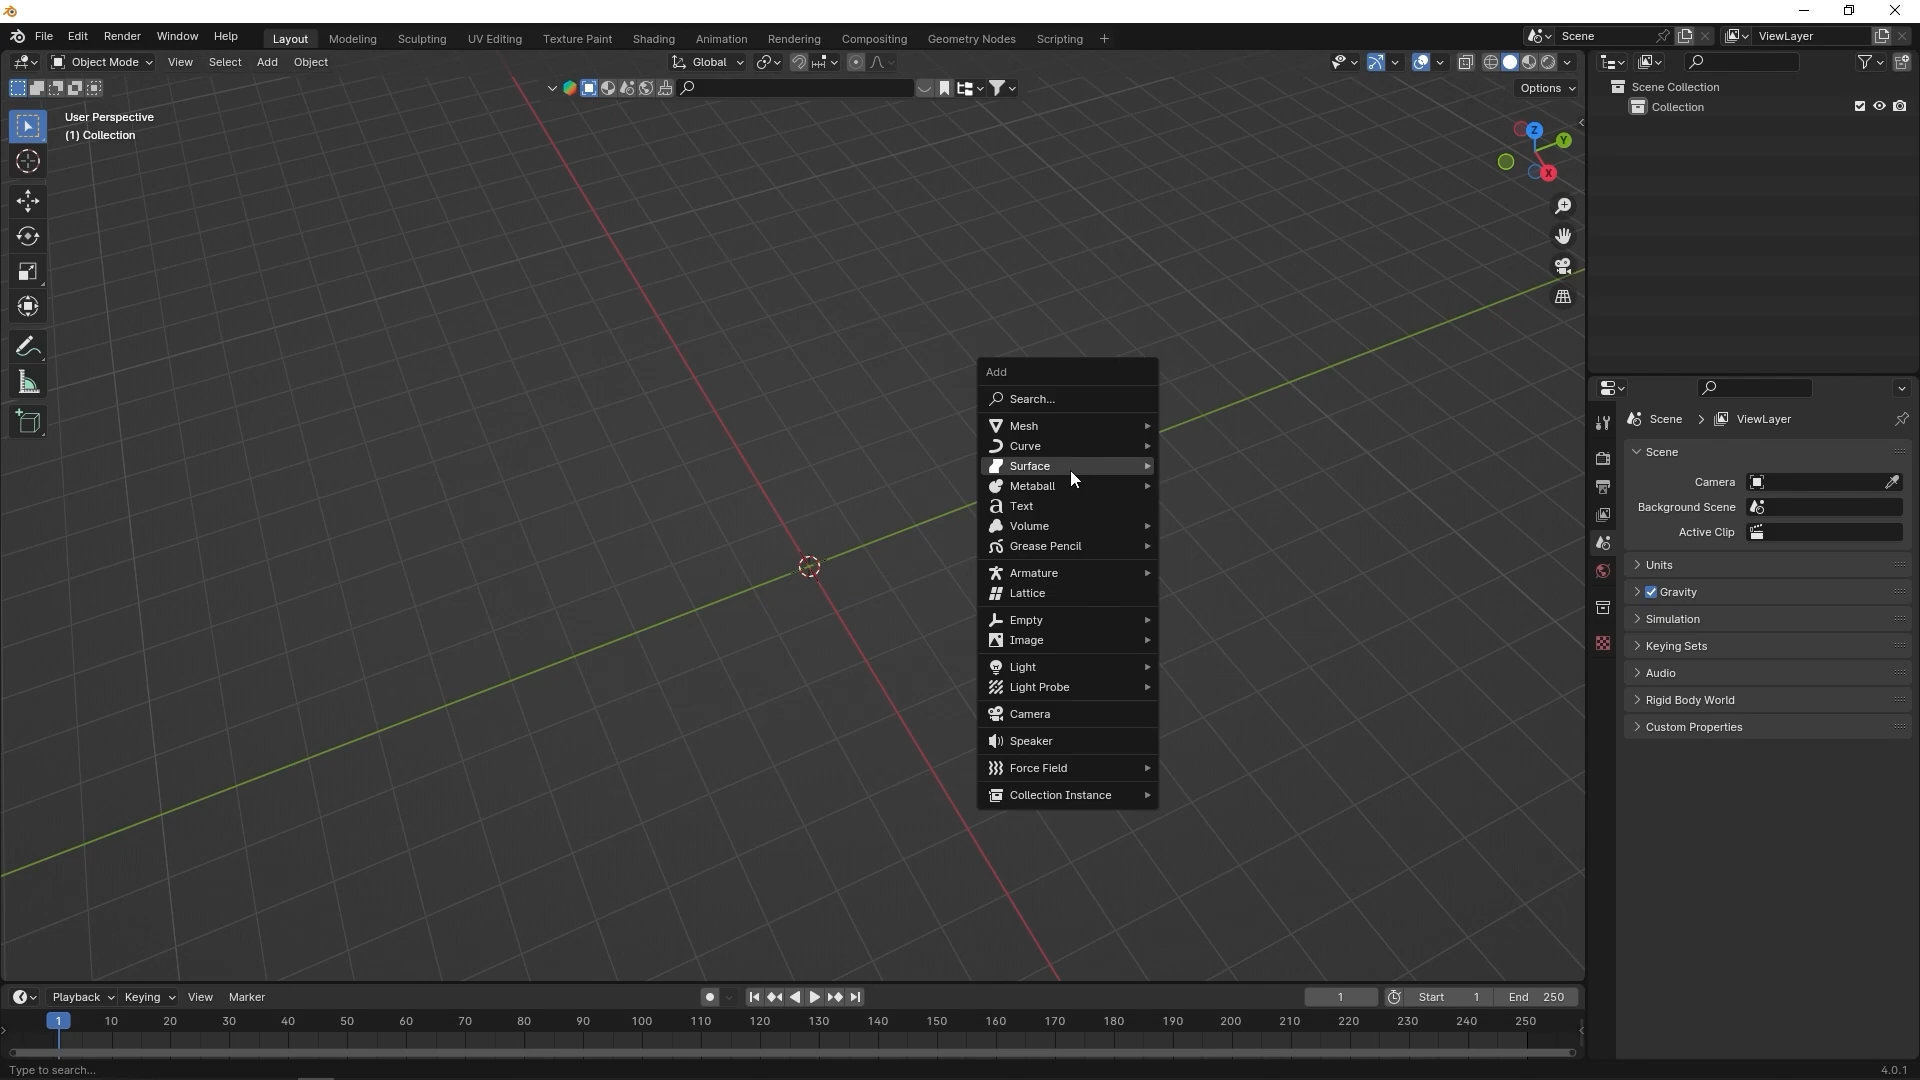 File Edit Render Window Help Layout Modeling Sculpting UV Editing Texture Paint Shading Animation Rendering Compositing Geometry Nodes Scripting + Scene ViewLayer
Object Mode View Select Add Object Global
Options
User Perspective
(1) Collection
Z
Y
X
Scene Collection
Collection
Add
Search...
Mesh
Curve
Surface
Metaball
Text
Volume
Grease Pencil
Armature
Lattice
Empty
Image
Light
Light Probe
Camera
Speaker
Force Field
Collection Instance
Scene > ViewLayer
Scene
Camera
Background Scene
Active Clip
Units
Gravity
Simulation
Keying Sets
Audio
Rigid Body World
Custom Properties
Playback Keying View Marker 1 Start 1 End 250
1 10 20 30 40 50 60 70 80 90 100 110 120 130 140 150 160 170 180 190 200 210 220 230 240 250
Type to search... 4.0.1